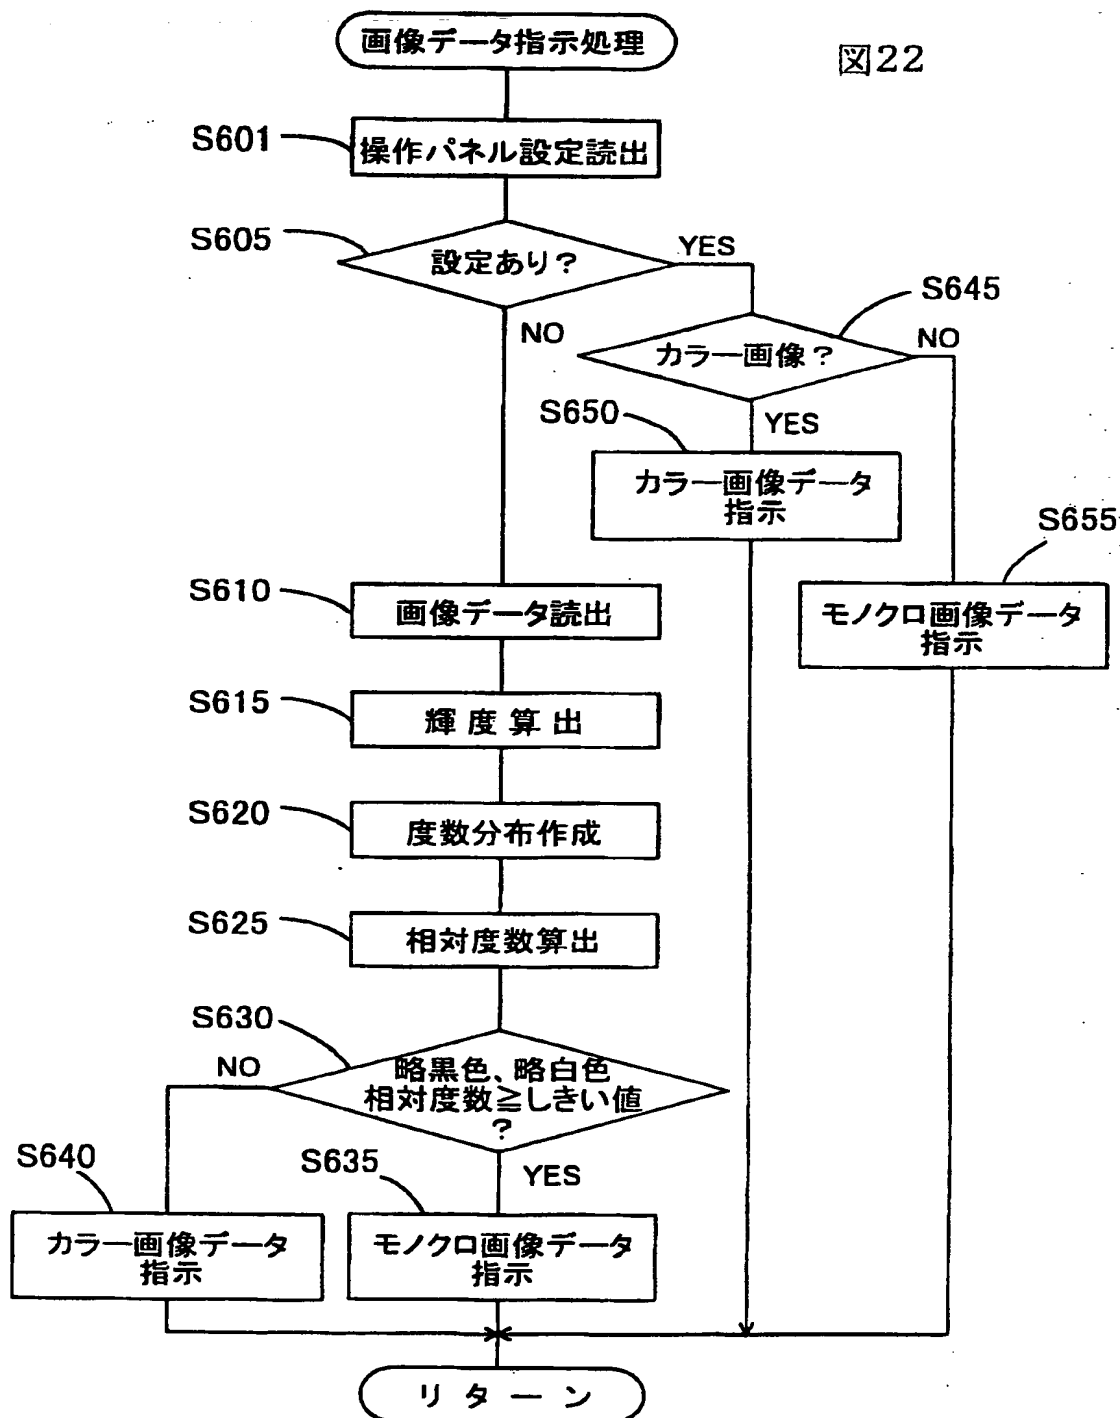 画像データ指示処理
図22
S601
操作パネル設定読出
S605
設定あり?
YES
NO
S645
カラー画像?
NO
YES
S650
カラー画像データ
指示
S655
モノクロ画像データ
指示
S610
画像データ読出
S615
輝度算出
S620
度数分布作成
S625
相対度数算出
S630
略黒色、略白色
相対度数≧しきい値
?
NO
YES
S640
カラー画像データ
指示
S635
モノクロ画像データ
指示
リターン